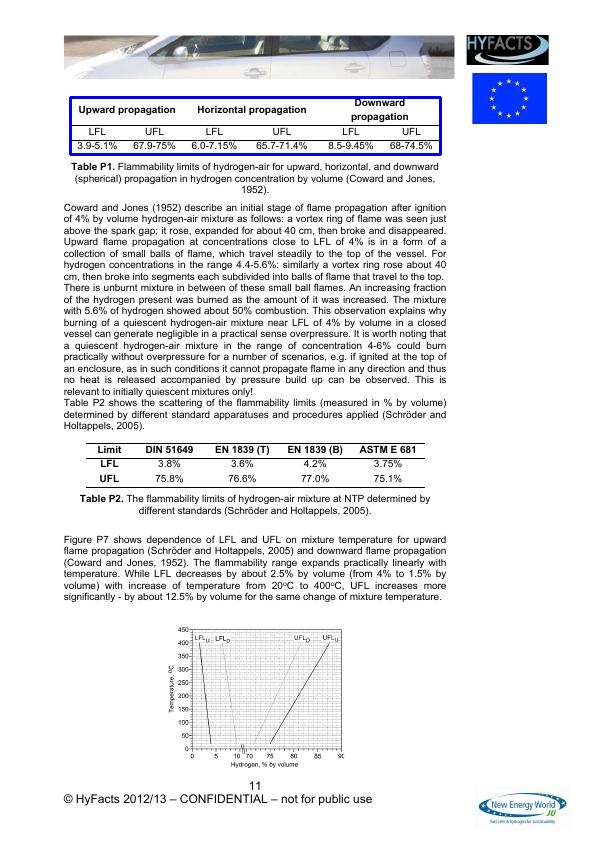 HYFACTS
Upward propagation Horizontal propagation Downward propagation
LFL UFL LFL UFL LFL UFL
3.9-5.1% 67.9-75% 6.0-7.15% 65.7-71.4% 8.5-9.45% 68-74.5%
Table P1. Flammability limits of hydrogen-air for upward, horizontal, and downward
(spherical) propagation in hydrogen concentration by volume (Coward and Jones,
1952).
Coward and Jones (1952) describe an initial stage of flame propagation after ignition
of 4% by volume hydrogen-air mixture as follows: a vortex ring of flame was seen just
above the spark gap; it rose, expanded for about 40 cm, then broke and disappeared.
Upward flame propagation at concentrations close to LFL of 4% is in a form of a
collection of small balls of flame, which travel steadily to the top of the vessel. For
hydrogen concentrations in the range 4.4-5.6%: similarly a vortex ring rose about 40
cm, then broke into segments each subdivided into balls of flame that travel to the top.
There is unburnt mixture in between of these small ball flames. An increasing fraction
of the hydrogen present was burned as the amount of it was increased. The mixture
with 5.6% of hydrogen showed about 50% combustion. This observation explains why
burning of a quiescent hydrogen-air mixture near LFL of 4% by volume in a closed
vessel can generate negligible in a practical sense overpressure. It is worth noting that
a quiescent hydrogen-air mixture in the range of concentration 4-6% could burn
practically without overpressure for a number of scenarios, e.g. if ignited at the top of
an enclosure, as in such conditions it cannot propagate flame in any direction and thus
no heat is released accompanied by pressure build up can be observed. This is
relevant to initially quiescent mixtures only!
Table P2 shows the scattering of the flammability limits (measured in % by volume)
determined by different standard apparatuses and procedures applied (Schröder and
Holtappels, 2005).
Limit DIN 51649 EN 1839 (T) EN 1839 (B) ASTM E 681
LFL 3.8% 3.6% 4.2% 3.75%
UFL 75.8% 76.6% 77.0% 75.1%
Table P2. The flammability limits of hydrogen-air mixture at NTP determined by
different standards (Schröder and Holtappels, 2005).
Figure P7 shows dependence of LFL and UFL on mixture temperature for upward
flame propagation (Schröder and Holtappels, 2005) and downward flame propagation
(Coward and Jones, 1952). The flammability range expands practically linearly with
temperature. While LFL decreases by about 2.5% by volume (from 4% to 1.5% by
volume) with increase of temperature from 20ºC to 400ºC, UFL increases more
significantly - by about 12.5% by volume for the same change of mixture temperature.
450
LFLU LFLD UFLD UFLU
400
350
300
250
200
150
100
50
0
Temperature, ºC
0 5 10 70 75 80 85 90
Hydrogen, % by volume
11
© HyFacts 2012/13 – CONFIDENTIAL – not for public use
New Energy World
JU
fuel cells & hydrogen for sustainability